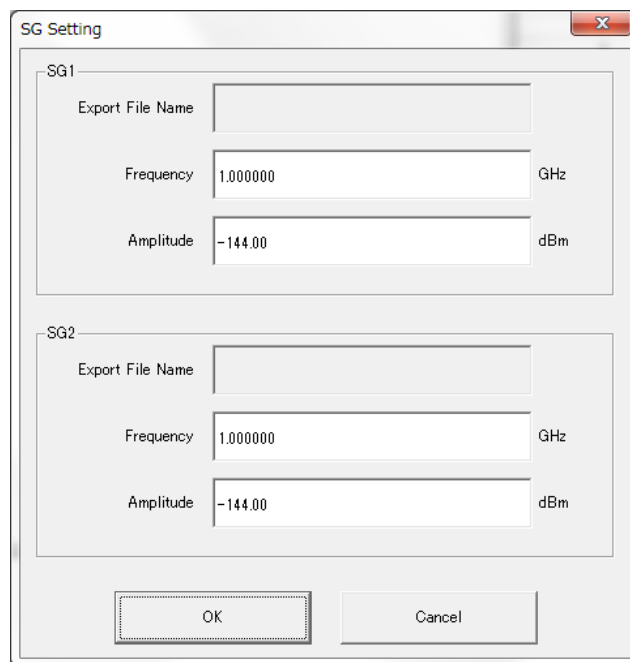 SG Setting
SG1
Export File Name
Frequency 1.000000 GHz
Amplitude -144.00 dBm
SG2
Export File Name
Frequency 1.000000 GHz
Amplitude -144.00 dBm
OK Cancel